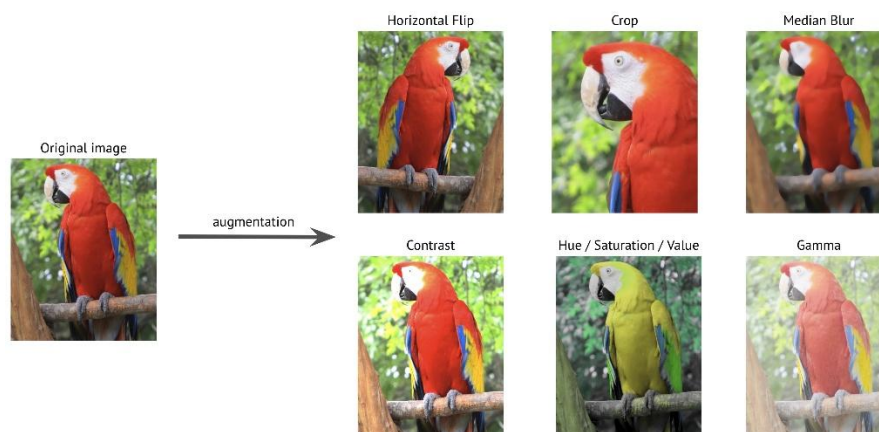 Horizontal Flip
Crop
Median Blur
Original image
augmentation
Contrast
Hue / Saturation / Value
Gamma